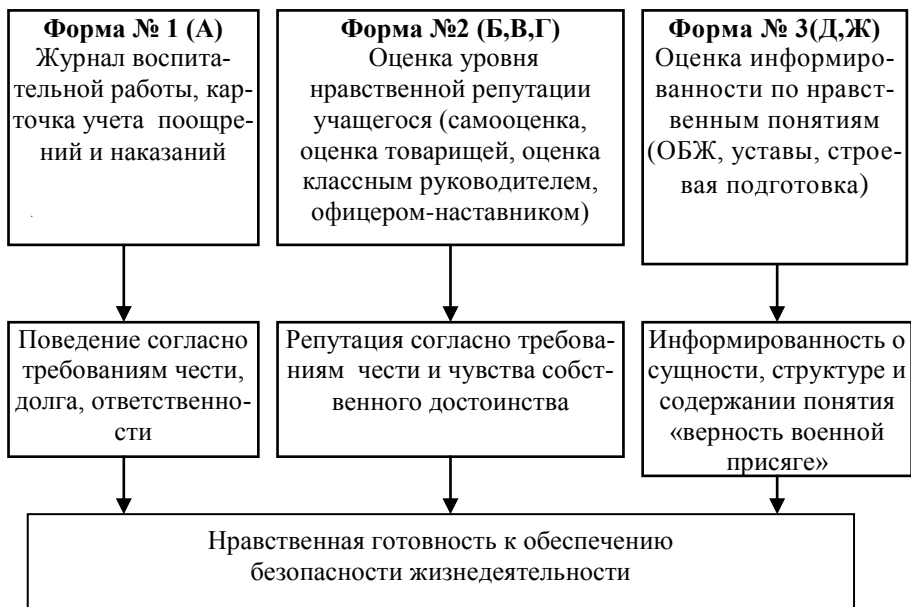 Форма № 1 (А)
Журнал воспита-
тельной работы, кар-
точка учета поощре-
ний и наказаний
Форма №2 (Б,В,Г)
Оценка уровня
нравственной репутации
учащегося (самооценка,
оценка товарищей, оценка
классным руководителем,
офицером-наставником)
Форма № 3(Д,Ж)
Оценка информиро-
ванности по нравст-
венным понятиям
(ОБЖ, уставы, строе-
вая подготовка)
Поведение согласно
требованиям чести,
долга, ответственно-
сти
Репутация согласно требова-
ниям чести и чувства собст-
венного достоинства
Информированность о
сущности, структуре и
содержании понятия
«верность военной
присяге»
Нравственная готовность к обеспечению
безопасности жизнедеятельности